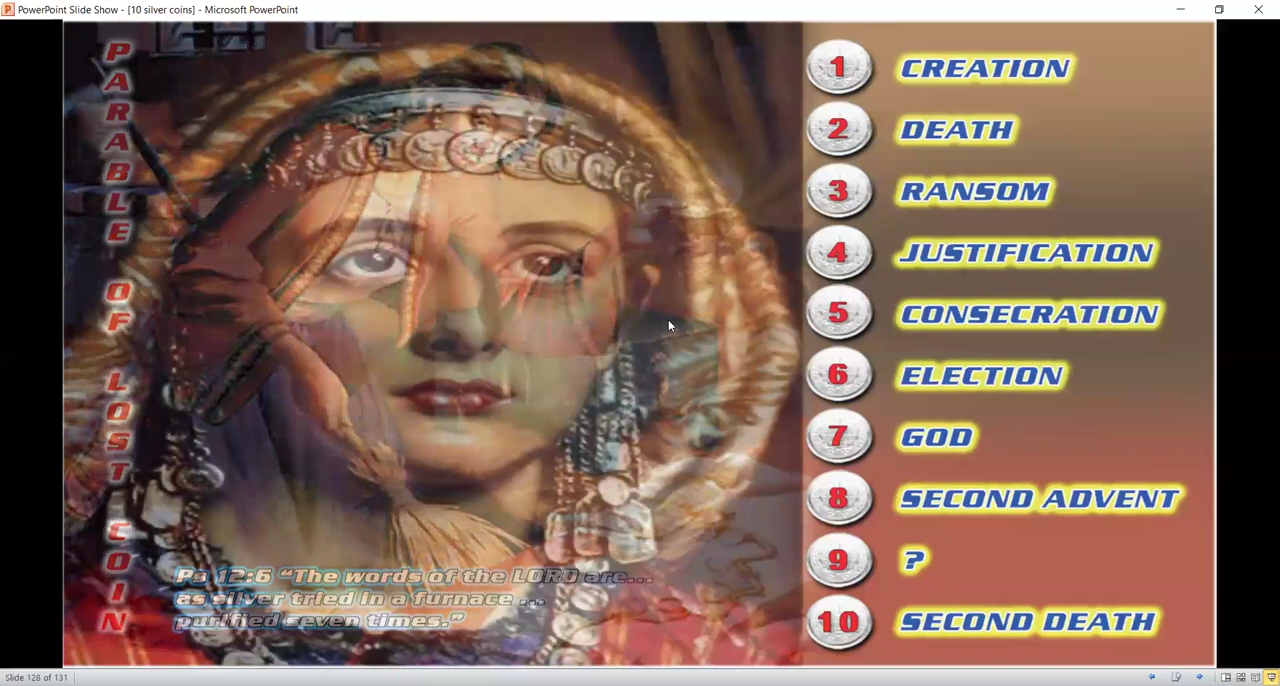 PowerPoint Slide Show - [10 silver coins] - Microsoft PowerPoint
PARABLE OF LOST COIN
1 CREATION
2 DEATH
3 RANSOM
4 JUSTIFICATION
5 CONSECRATION
6 ELECTION
7 GOD
8 SECOND ADVENT
9 ?
10 SECOND DEATH
Ps 12:6 “The words of the LORD are...
as silver tried in a furnace ...
purified seven times.”
Slide 128 of 131